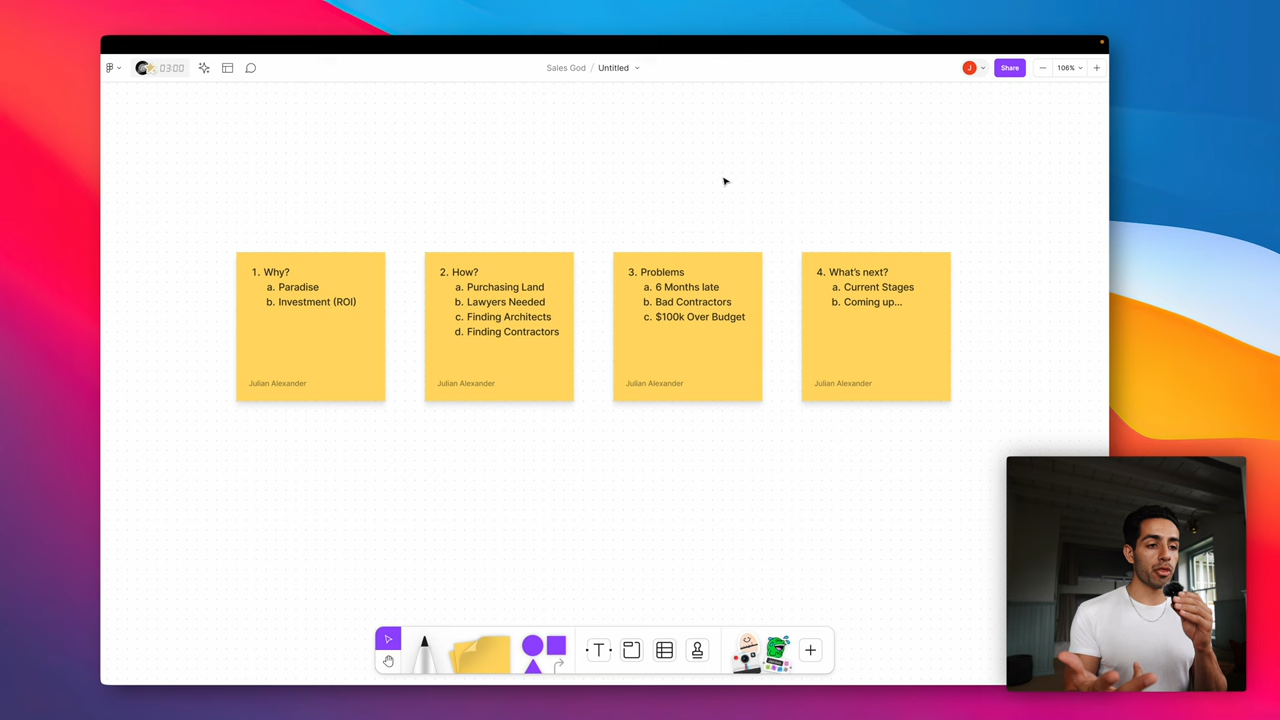 03:00
Sales God / Untitled
J
Share
106%
1. Why?
a. Paradise
b. Investment (ROI)
Julian Alexander
2. How?
a. Purchasing Land
b. Lawyers Needed
c. Finding Architects
d. Finding Contractors
Julian Alexander
3. Problems
a. 6 Months late
b. Bad Contractors
c. $100k Over Budget
Julian Alexander
4. What's next?
a. Current Stages
b. Coming up...
Julian Alexander
T